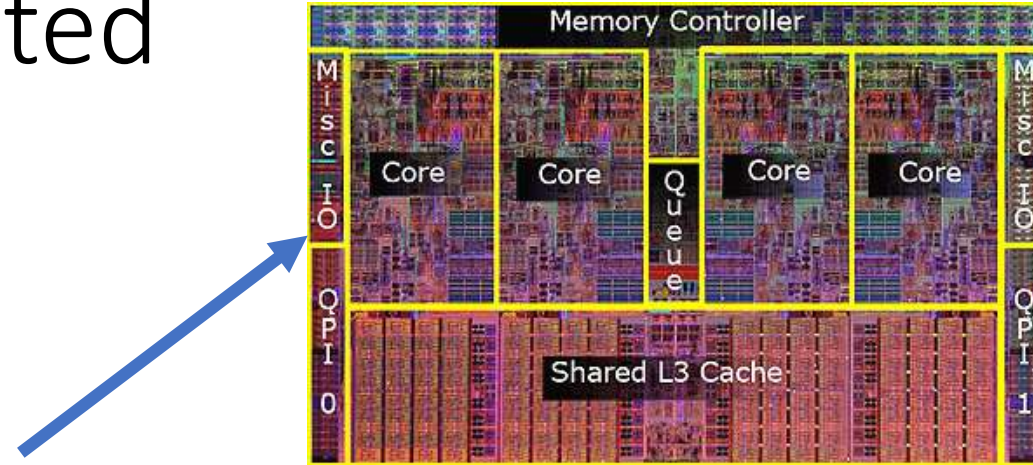 ted
Memory Controller
Misc IO
Core
Core
Queue
Core
Core
Misc IO
QPI 0
Shared L3 Cache
QPI 1